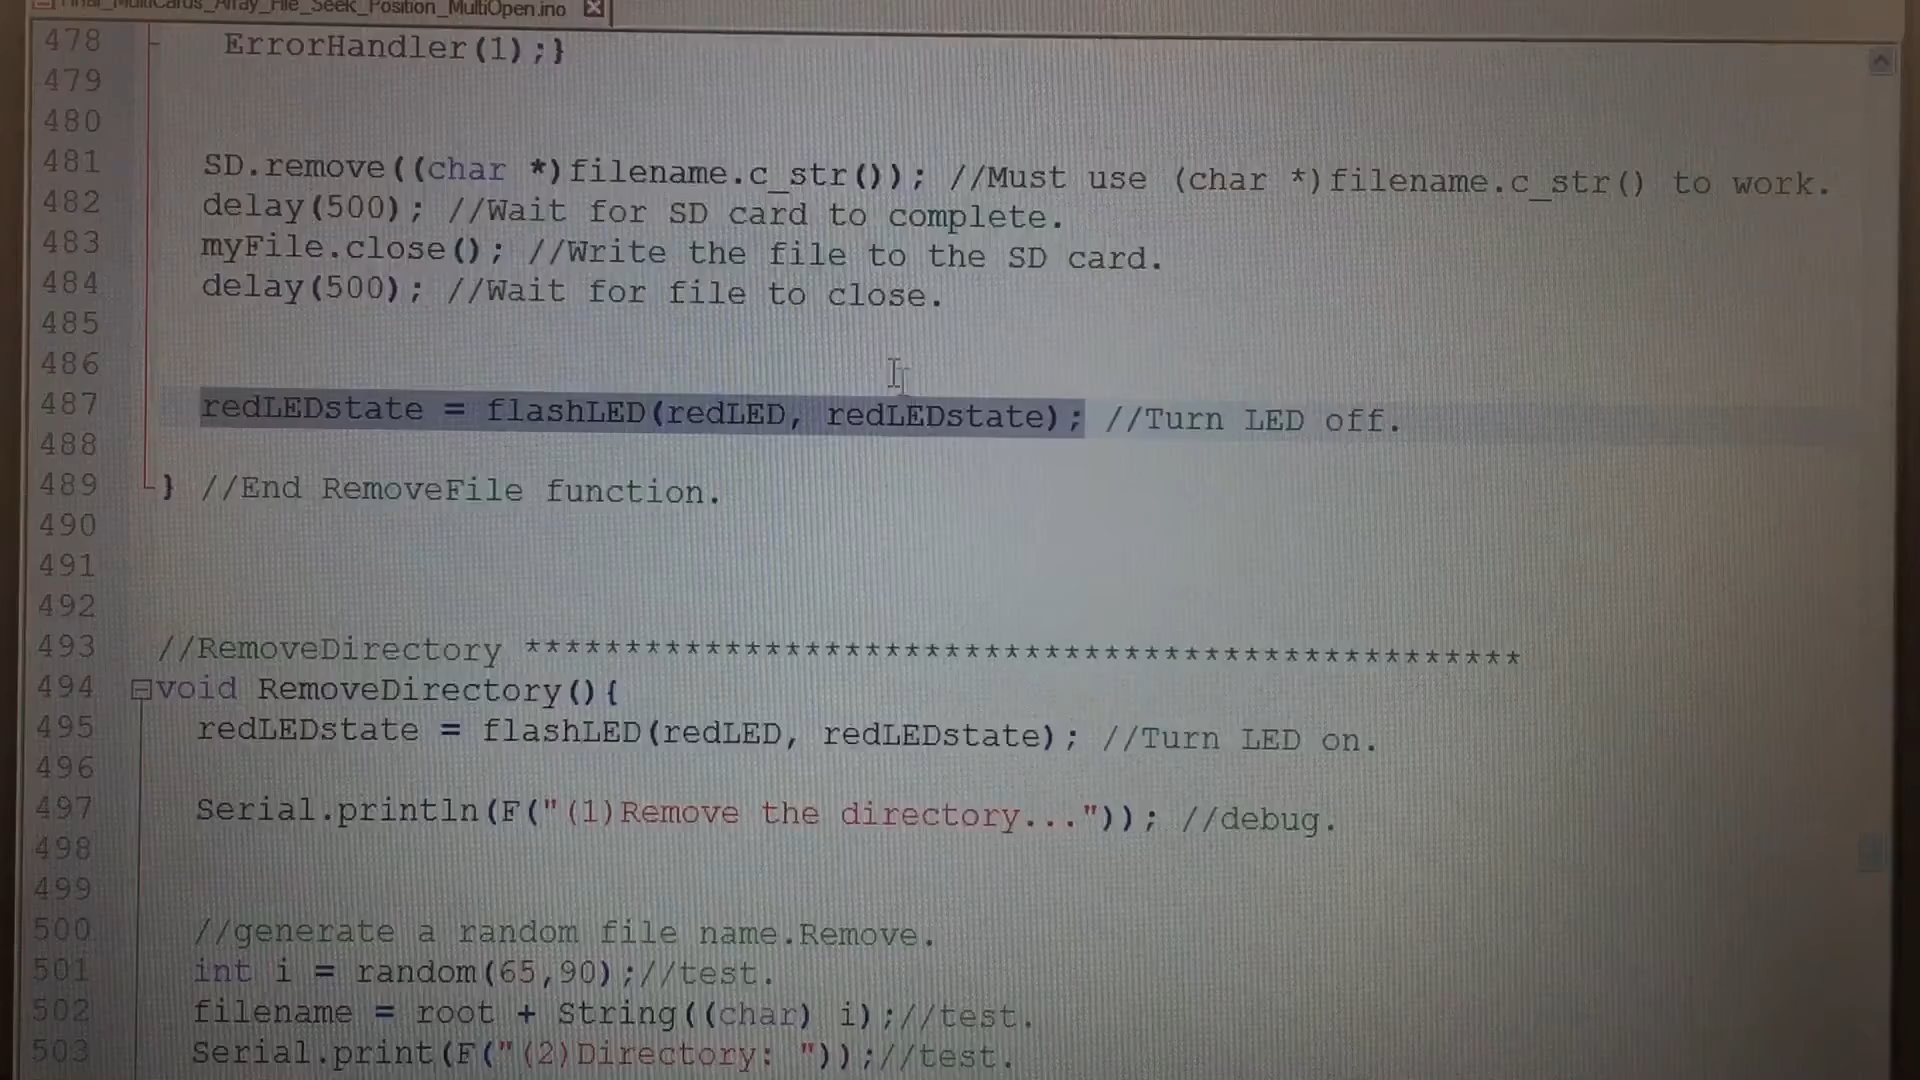 Final_MultiCards_Array_File_Seek_Position_MultiOpen.ino
478 ErrorHandler(1);}
479
480
481 SD.remove((char *)filename.c_str()); //Must use (char *)filename.c_str() to work.
482 delay(500); //Wait for SD card to complete.
483 myFile.close(); //Write the file to the SD card.
484 delay(500); //Wait for file to close.
485
486
487 redLEDstate = flashLED(redLED, redLEDstate); //Turn LED off.
488
489 } //End RemoveFile function.
490
491
492
493 //RemoveDirectory **************************************************
494 void RemoveDirectory(){
495 redLEDstate = flashLED(redLED, redLEDstate); //Turn LED on.
496
497 Serial.println(F("(1)Remove the directory...")); //debug.
498
499
500 //generate a random file name.Remove.
501 int i = random(65,90);//test.
502 filename = root + String((char) i);//test.
503 Serial.print(F("(2)Directory: "));//test.